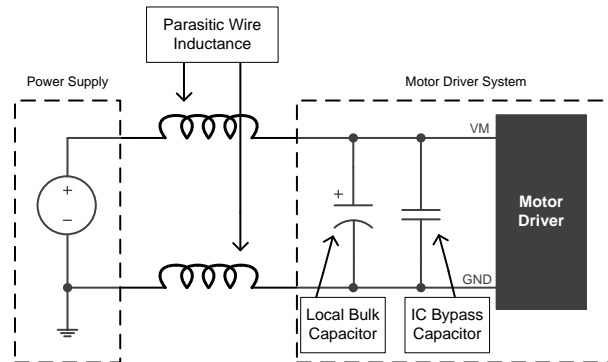 Parasitic Wire
Inductance
Power Supply
Motor Driver System
VM
+
–
+
Motor
Driver
GND
Local Bulk
Capacitor
IC Bypass
Capacitor